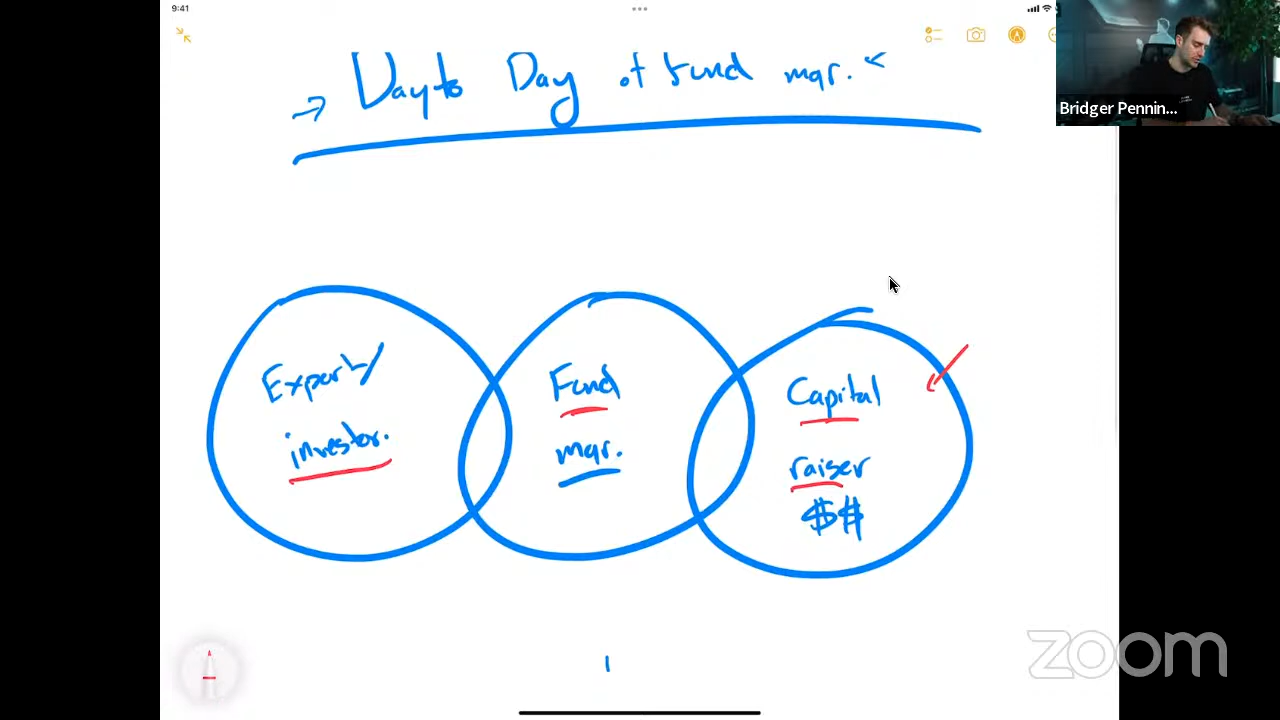 9:41
→ Day to Day of fund mgr. <
Expert/
investor.
Fund
mgr.
Capital
raiser
$$
Bridger Pennin...
zoom